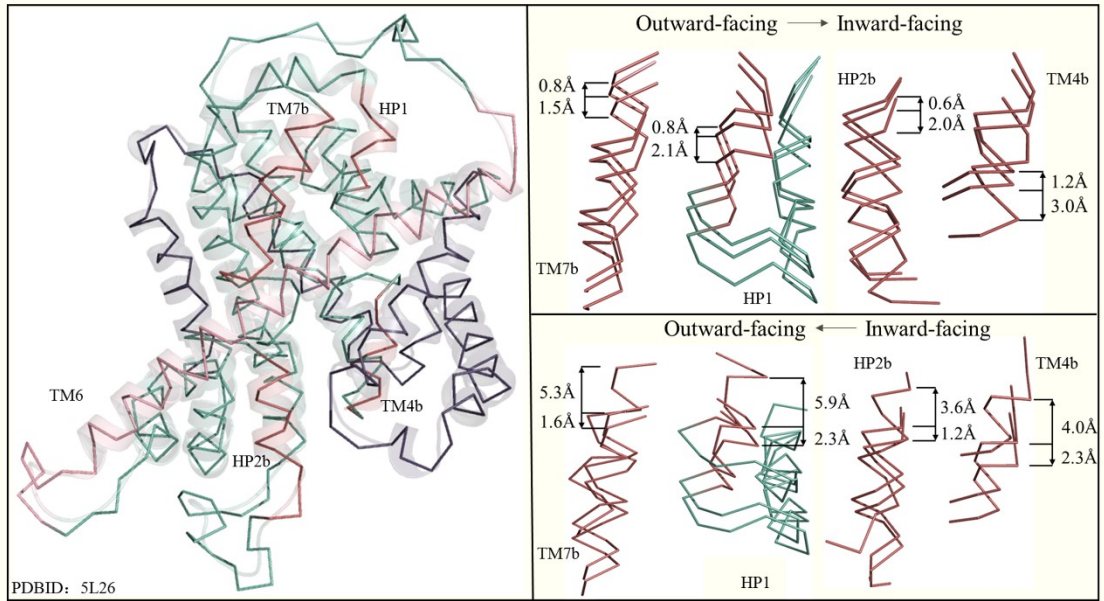 TM7b
HP1
TM6
HP2b
TM4b
PDBID：5L26
Outward-facing → Inward-facing
0.8Å
1.5Å
TM7b
0.8Å
2.1Å
HP1
HP2b
0.6Å
2.0Å
TM4b
1.2Å
3.0Å
Outward-facing ← Inward-facing
5.3Å
1.6Å
TM7b
5.9Å
2.3Å
HP1
HP2b
3.6Å
1.2Å
TM4b
4.0Å
2.3Å